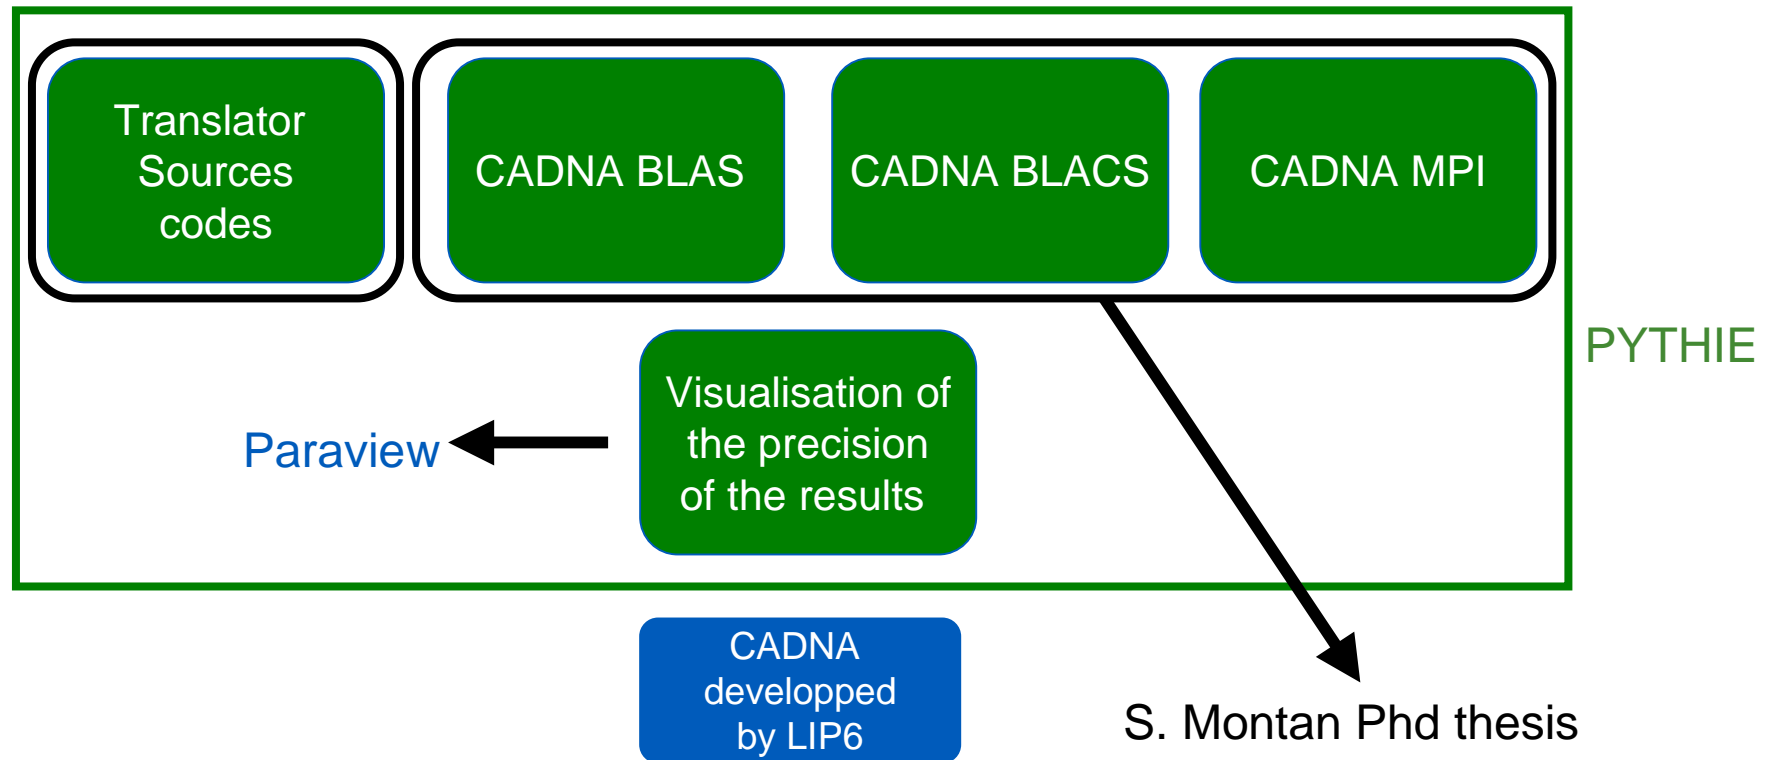 Translator
Sources
codes
CADNA BLAS
CADNA BLACS
CADNA MPI
PYTHIE
Visualisation of
the precision
of the results
Paraview
CADNA
developped
by LIP6
S. Montan Phd thesis